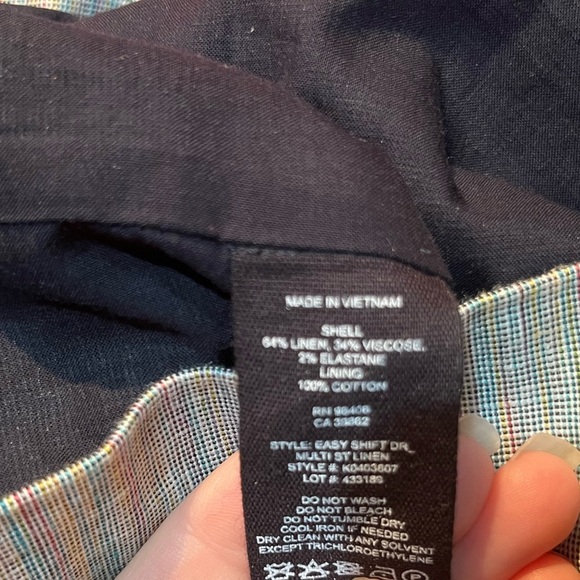 MADE IN VIETNAM
SHELL
64% LINEN, 34% VISCOSE,
2% ELASTANE
LINING
100% COTTON
RN 98408
CA 39862
STYLE: EASY SHIFT DR_
MULTI ST LINEN
STYLE #: K0403607
LOT #: 433189
DO NOT WASH
DO NOT BLEACH
DO NOT TUMBLE DRY
COOL IRON IF NEEDED
DRY CLEAN WITH ANY SOLVENT
EXCEPT TRICHLOROETHYLENE
P